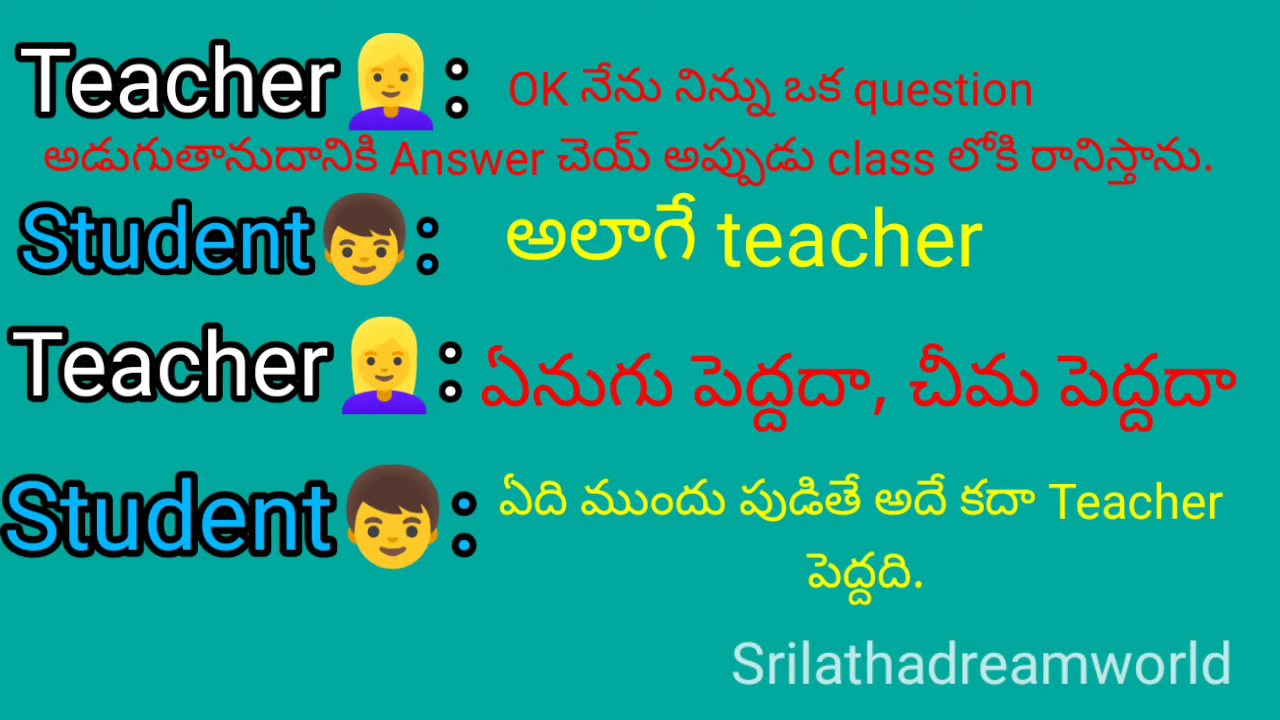 Teacher👱‍♀️: OK నేను నిన్ను ఒక question
అడుగుతానుదానికి Answer చెయ్ అప్పుడు class లోకి రానిస్తాను.
Student👦: అలాగే teacher
Teacher👱‍♀️: ఏనుగు పెద్దదా, చీమ పెద్దదా
Student👦: ఏది ముందు పుడితే అదే కదా Teacher
పెద్దది.
Srilathadreamworld